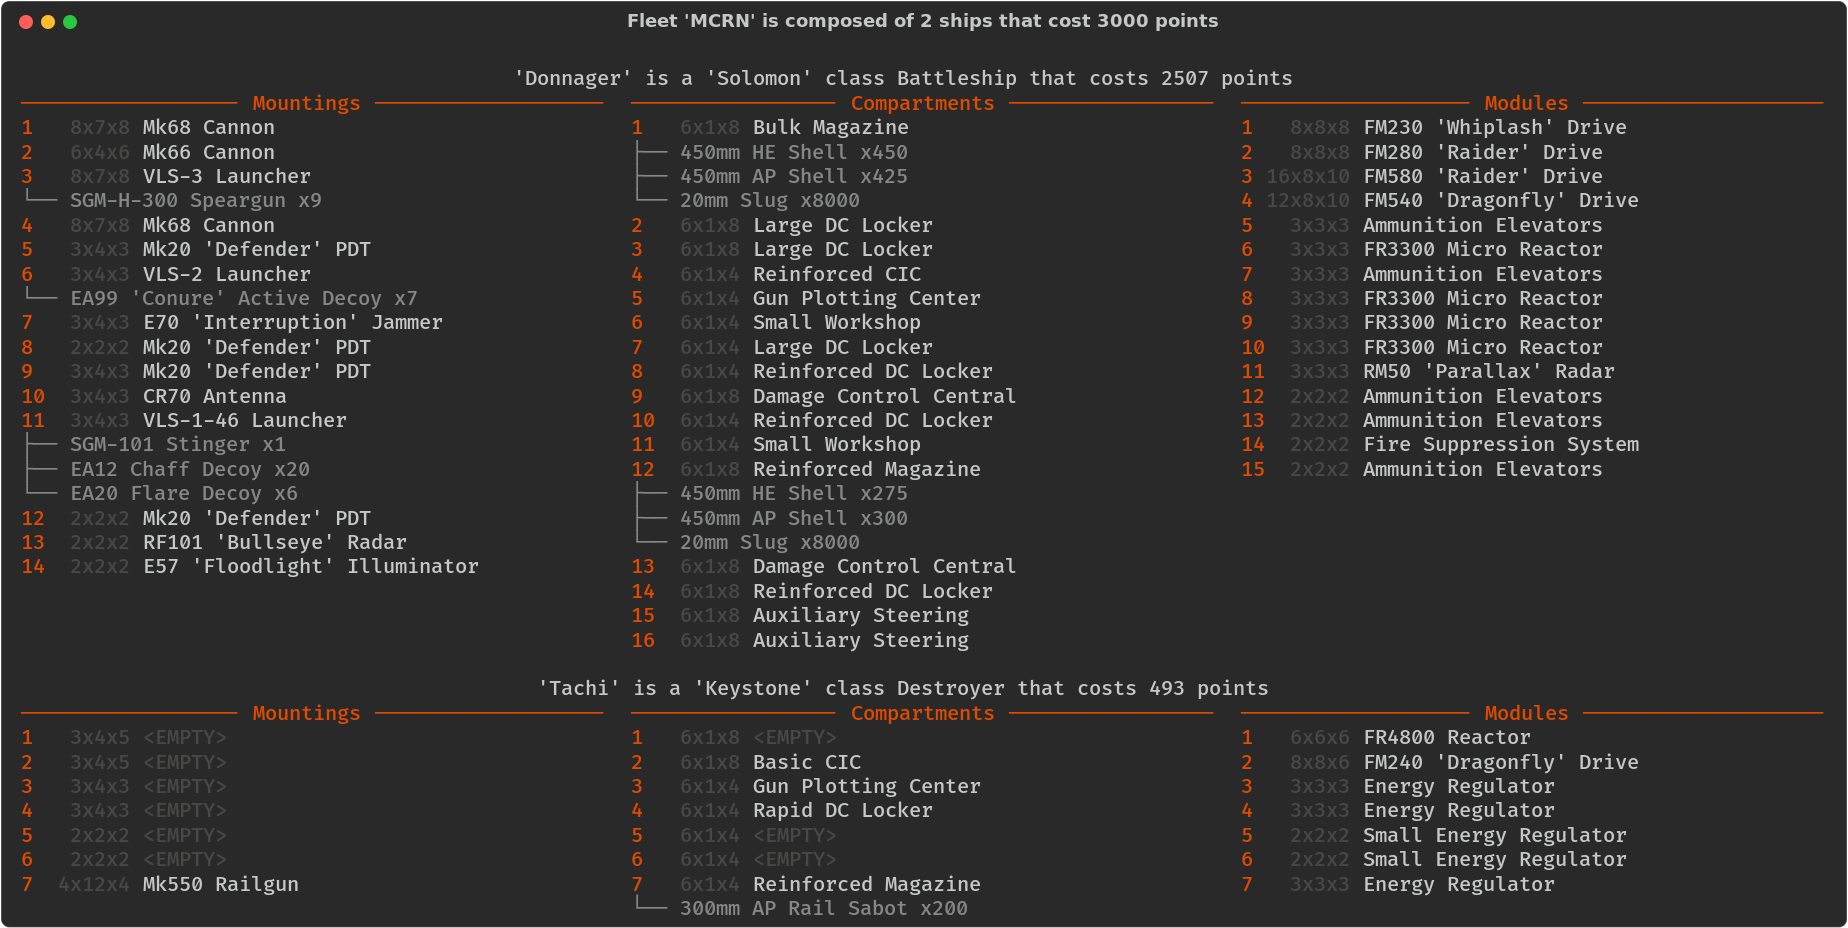 Fleet 'MCRN' is composed of 2 ships that cost 3000 points
'Donnager' is a 'Solomon' class Battleship that costs 2507 points
Mountings
1 8x7x8 Mk68 Cannon
2 6x4x6 Mk66 Cannon
3 8x7x8 VLS-3 Launcher
SGM-H-300 Speargun x9
4 8x7x8 Mk68 Cannon
5 3x4x3 Mk20 'Defender' PDT
6 3x4x3 VLS-2 Launcher
EA99 'Conure' Active Decoy x7
7 3x4x3 E70 'Interruption' Jammer
8 2x2x2 Mk20 'Defender' PDT
9 3x4x3 Mk20 'Defender' PDT
10 3x4x3 CR70 Antenna
11 3x4x3 VLS-1-46 Launcher
SGM-101 Stinger x1
EA12 Chaff Decoy x20
EA20 Flare Decoy x6
12 2x2x2 Mk20 'Defender' PDT
13 2x2x2 RF101 'Bullseye' Radar
14 2x2x2 E57 'Floodlight' Illuminator
Compartments
1 6x1x8 Bulk Magazine
450mm HE Shell x450
450mm AP Shell x425
20mm Slug x8000
2 6x1x8 Large DC Locker
3 6x1x8 Large DC Locker
4 6x1x4 Reinforced CIC
5 6x1x4 Gun Plotting Center
6 6x1x4 Small Workshop
7 6x1x4 Large DC Locker
8 6x1x4 Reinforced DC Locker
9 6x1x8 Damage Control Central
10 6x1x4 Reinforced DC Locker
11 6x1x4 Small Workshop
12 6x1x8 Reinforced Magazine
450mm HE Shell x275
450mm AP Shell x300
20mm Slug x8000
13 6x1x8 Damage Control Central
14 6x1x8 Reinforced DC Locker
15 6x1x8 Auxiliary Steering
16 6x1x8 Auxiliary Steering
Modules
1 8x8x8 FM230 'Whiplash' Drive
2 8x8x8 FM280 'Raider' Drive
3 16x8x10 FM580 'Raider' Drive
4 12x8x10 FM540 'Dragonfly' Drive
5 3x3x3 Ammunition Elevators
6 3x3x3 FR3300 Micro Reactor
7 3x3x3 Ammunition Elevators
8 3x3x3 FR3300 Micro Reactor
9 3x3x3 FR3300 Micro Reactor
10 3x3x3 FR3300 Micro Reactor
11 3x3x3 RM50 'Parallax' Radar
12 2x2x2 Ammunition Elevators
13 2x2x2 Ammunition Elevators
14 2x2x2 Fire Suppression System
15 2x2x2 Ammunition Elevators
'Tachi' is a 'Keystone' class Destroyer that costs 493 points
Mountings
1 3x4x5 <EMPTY>
2 3x4x5 <EMPTY>
3 3x4x3 <EMPTY>
4 3x4x3 <EMPTY>
5 2x2x2 <EMPTY>
6 2x2x2 <EMPTY>
7 4x12x4 Mk550 Railgun
Compartments
1 6x1x8 <EMPTY>
2 6x1x8 Basic CIC
3 6x1x4 Gun Plotting Center
4 6x1x4 Rapid DC Locker
5 6x1x4 <EMPTY>
6 6x1x4 <EMPTY>
7 6x1x4 Reinforced Magazine
300mm AP Rail Sabot x200
Modules
1 6x6x6 FR4800 Reactor
2 8x8x6 FM240 'Dragonfly' Drive
3 3x3x3 Energy Regulator
4 3x3x3 Energy Regulator
5 2x2x2 Small Energy Regulator
6 2x2x2 Small Energy Regulator
7 3x3x3 Energy Regulator